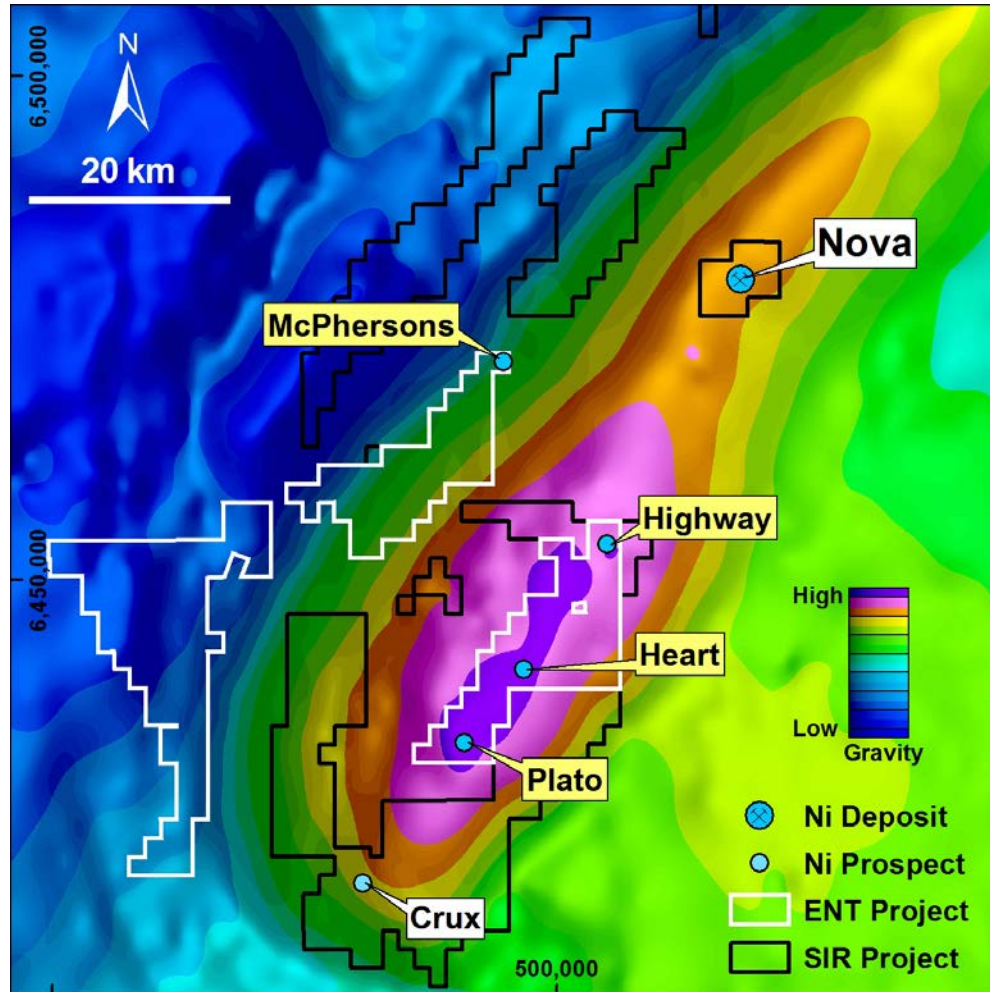 6,500,000
N
20 km
Nova
McPhersons
Highway
6,450,000
High
Heart
Low
Gravity
Plato
Ni Deposit
Ni Prospect
Crux
ENT Project
500,000
SIR Project